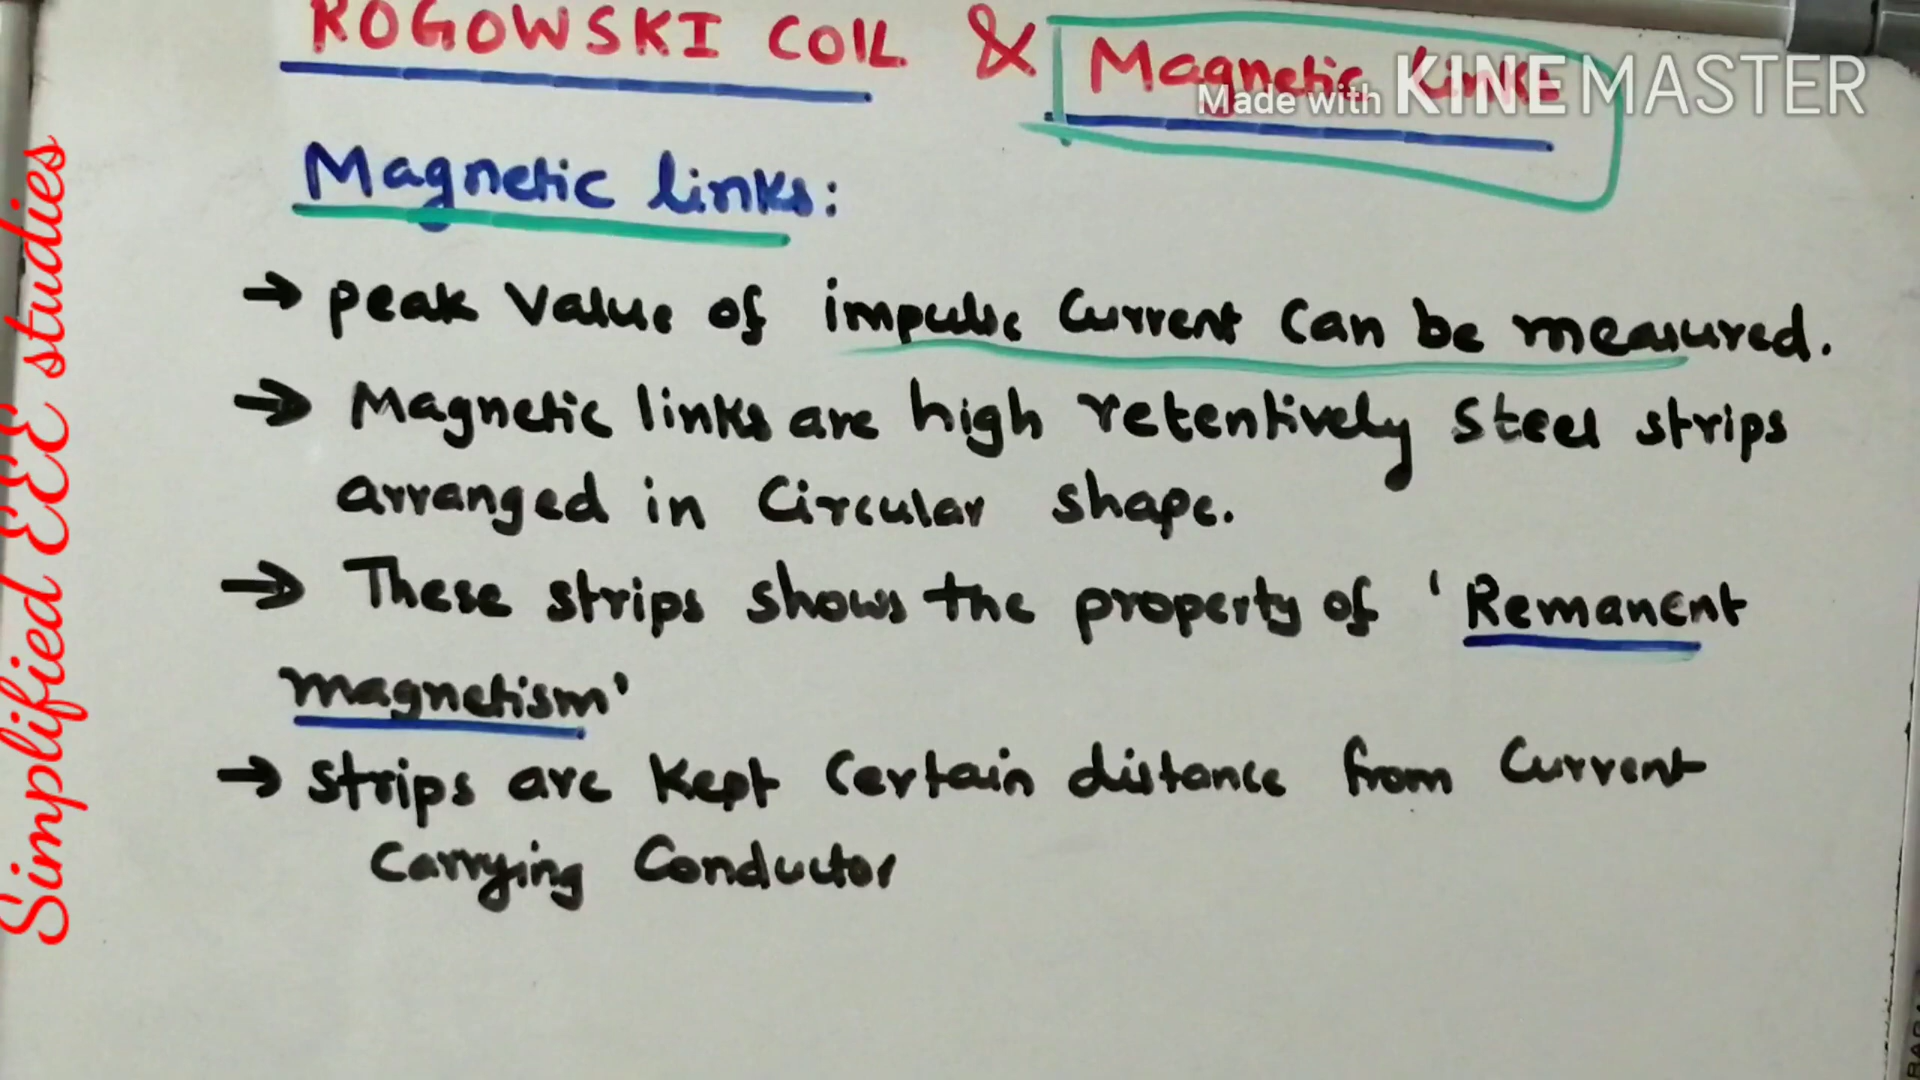 ROGOWSKI COIL & Magnetic links
Made with KINEMASTER
Magnetic links:
→ peak value of impulse current can be measured.
→ Magnetic links are high retentively steel strips
arranged in circular shape.
→ These strips shows the property of 'Remanent
magnetism'
→ strips are kept certain distance from current
carrying conductor
Simplified EEE studies